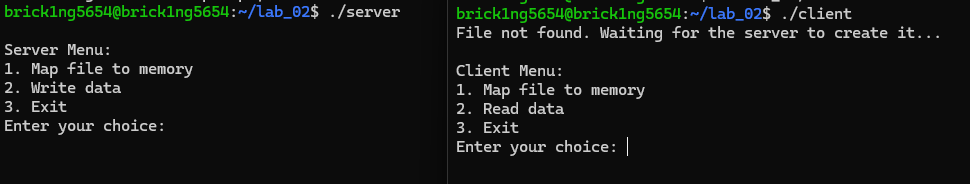 brick1ng5654@brick1ng5654:~/lab_02$ ./server

Server Menu:
1. Map file to memory
2. Write data
3. Exit
Enter your choice:

brick1ng5654@brick1ng5654:~/lab_02$ ./client
File not found. Waiting for the server to create it...

Client Menu:
1. Map file to memory
2. Read data
3. Exit
Enter your choice: